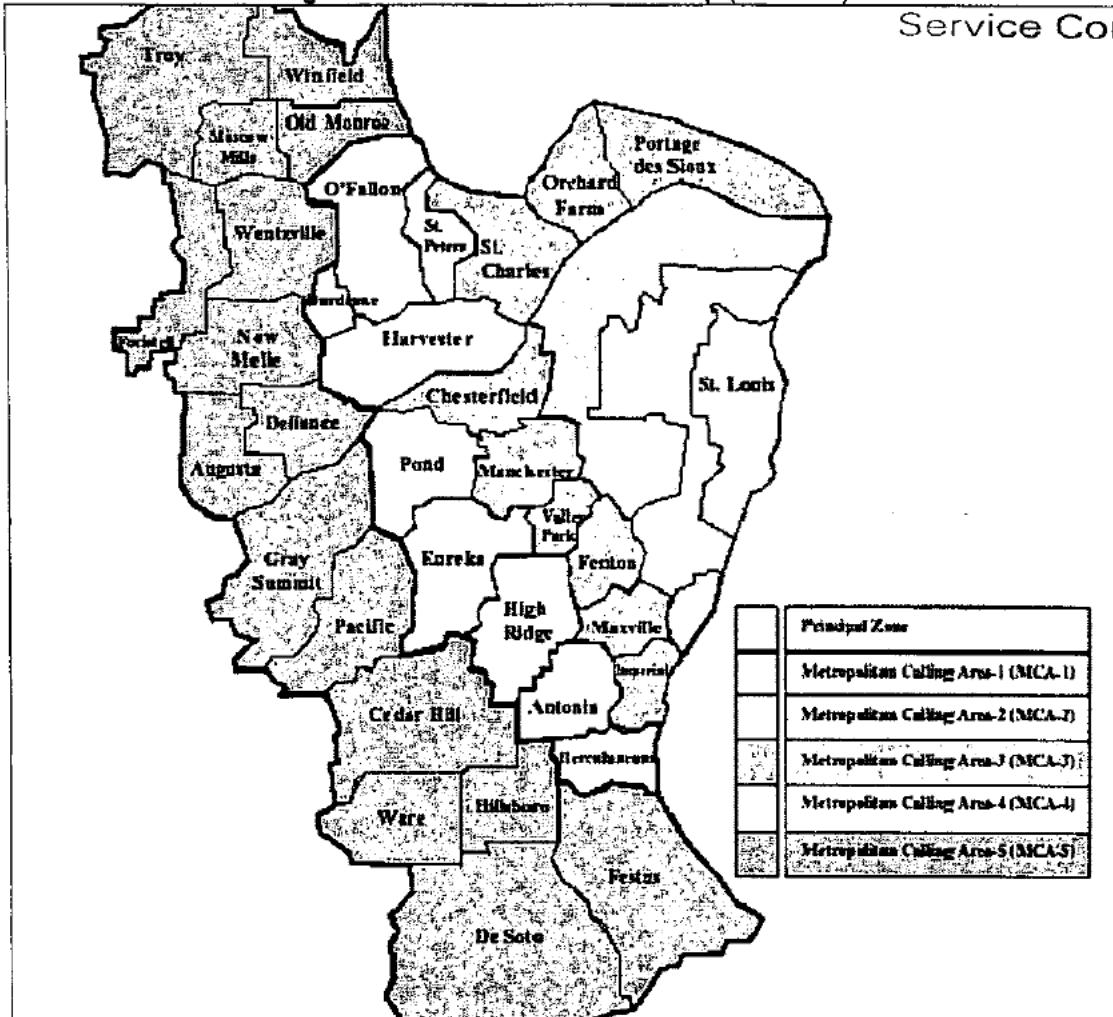 Service Co
Troy
Winfield
Old Monroe
Moscow
Mills
Portage
des Sioux
Orchard
Farm
O'Fallon
St.
Peters
St.
Charles
Wentzville
Harvester
New
Melle
Chesterfield
St. Louis
Defiance
Augusta
Pond
Manchester
Valley
Park
Eureka
Fenton
Gray
Summit
High
Ridge
Pacific
Maxville
Imperial
Antonia
Cedar Hill
Herculaneum
Hillsboro
Ware
Festus
De Soto
Principal Zone
Metropolitan Calling Area-1 (MCA-1)
Metropolitan Calling Area-2 (MCA-2)
Metropolitan Calling Area-3 (MCA-3)
Metropolitan Calling Area-4 (MCA-4)
Metropolitan Calling Area-5 (MCA-5)